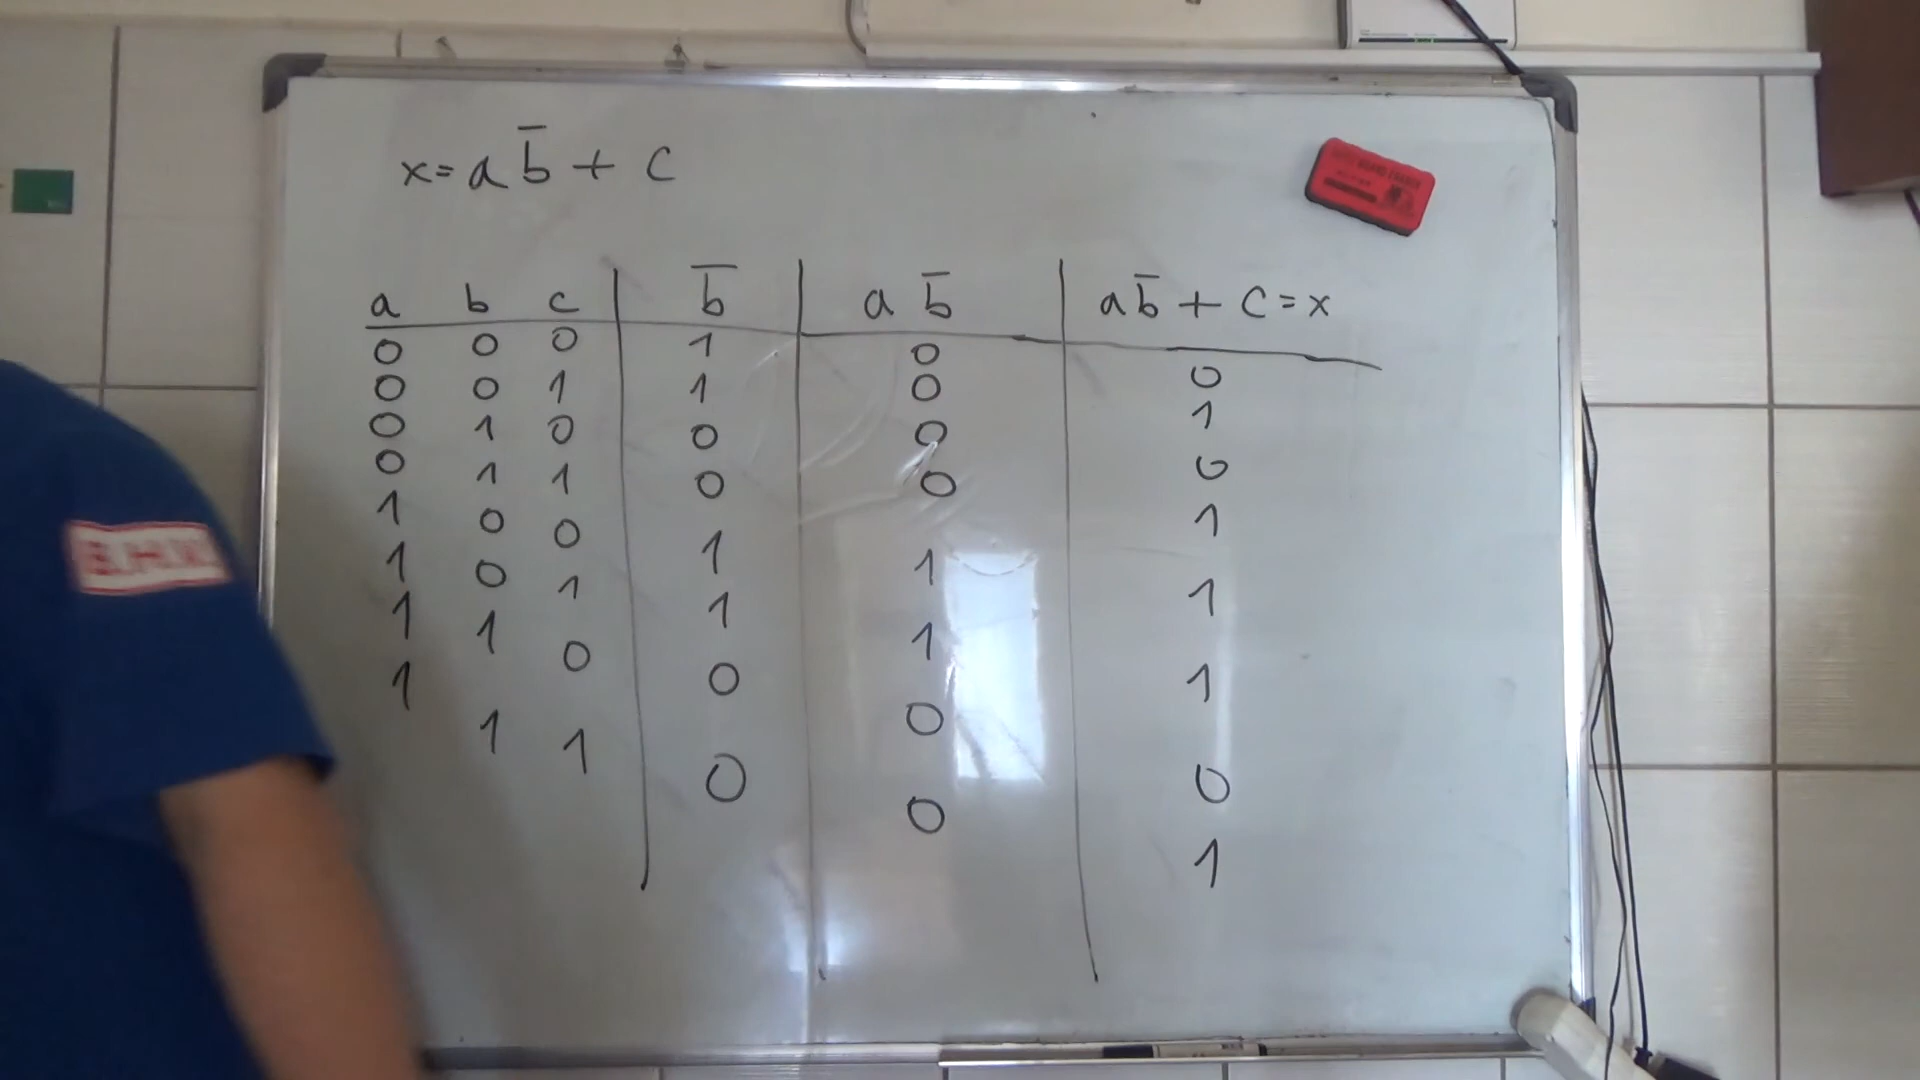 x = a b̅ + c
a b c | b̅ | a b̅ | a b̅ + c = x
0 0 0 | 1 | 0 | 0
0 0 1 | 1 | 0 | 1
0 1 0 | 0 | 0 | 0
0 1 1 | 0 | 0 | 1
1 0 0 | 1 | 1 | 1
1 0 1 | 1 | 1 | 1
1 1 0 | 0 | 0 | 0
1 1 1 | 0 | 0 | 1